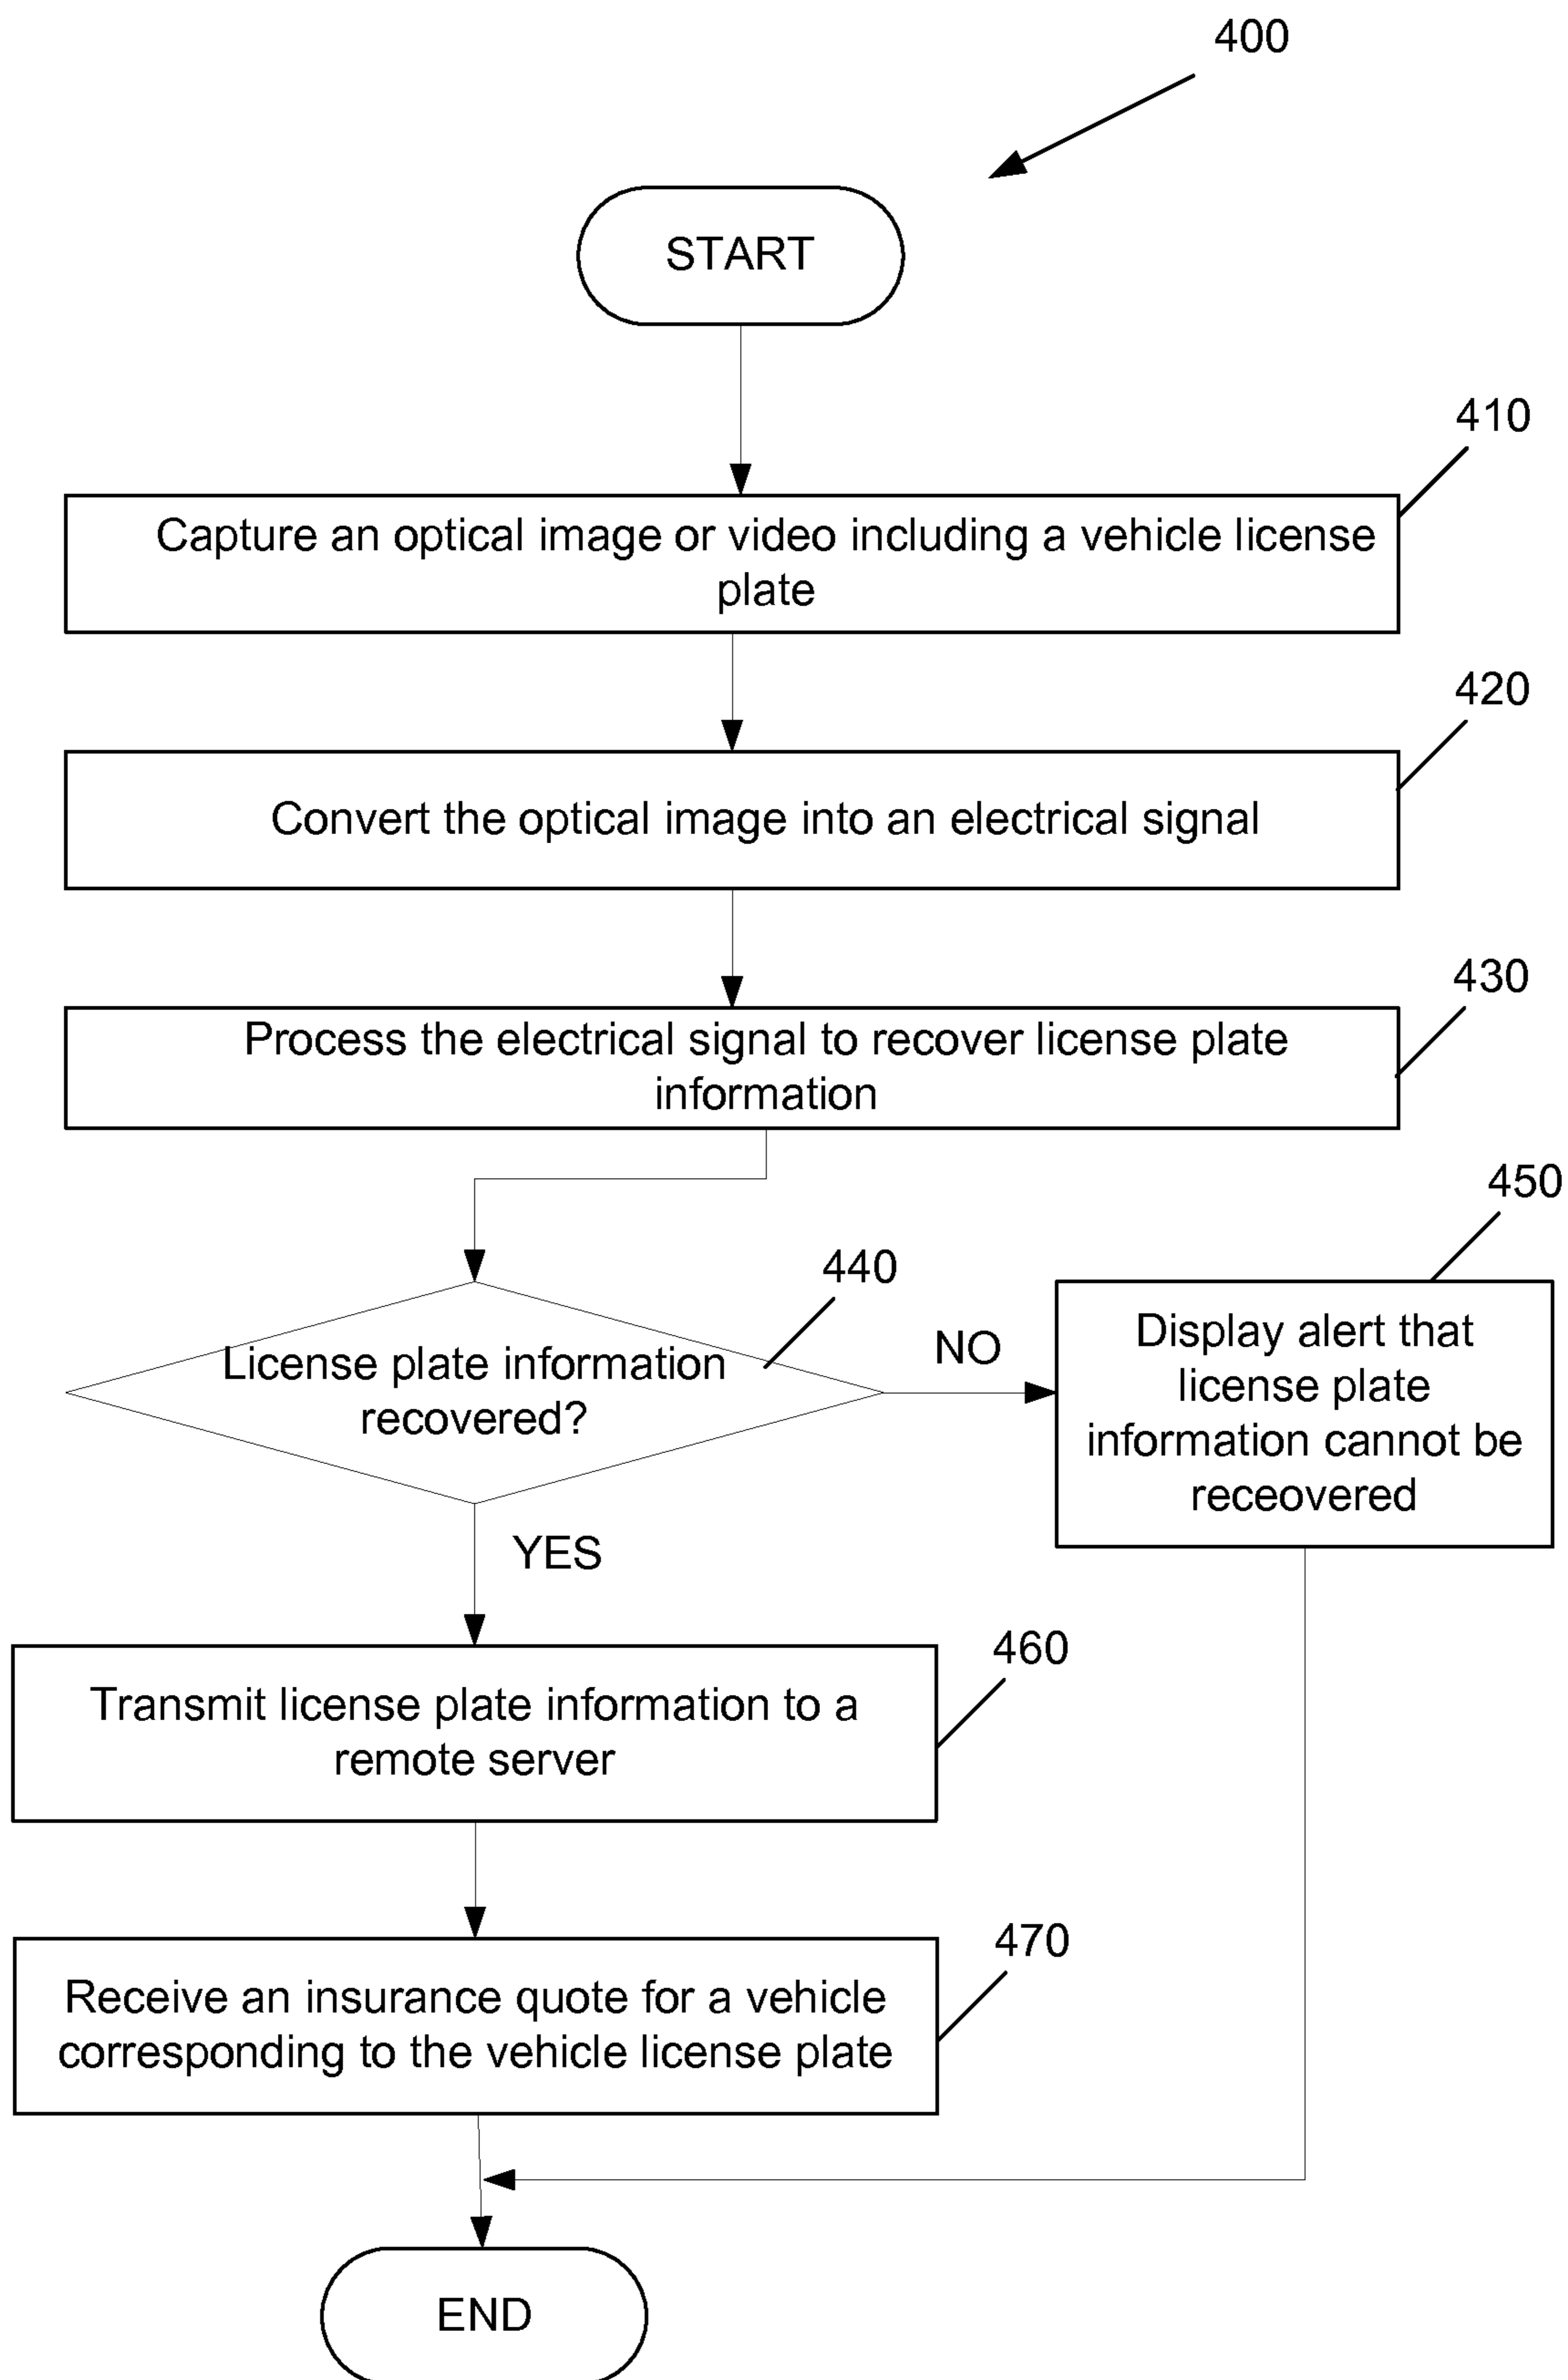 400
START
410
Capture an optical image or video including a vehicle license
plate
420
Convert the optical image into an electrical signal
430
Process the electrical signal to recover license plate
information
440
License plate information
recovered?
NO
450
Display alert that
license plate
information cannot be
receovered
YES
460
Transmit license plate information to a
remote server
470
Receive an insurance quote for a vehicle
corresponding to the vehicle license plate
END